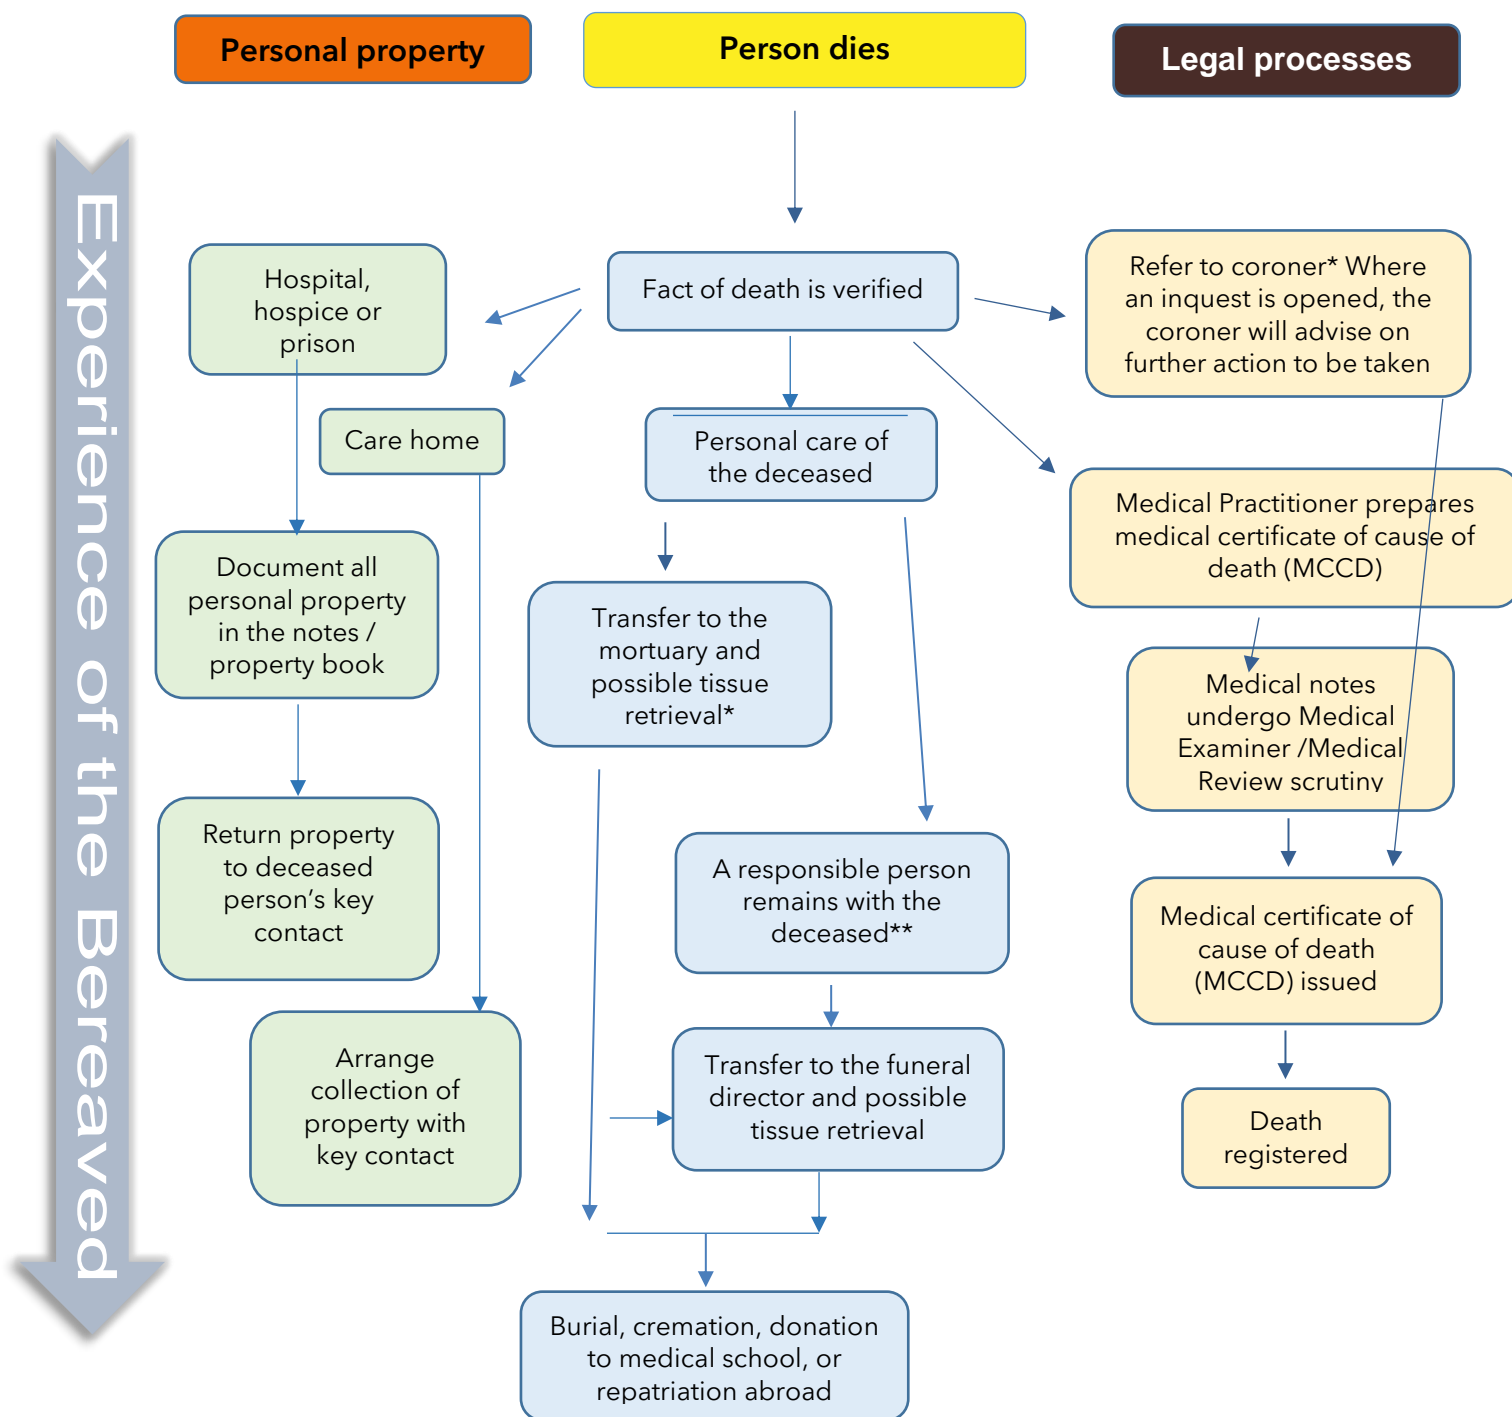 Personal property
Person dies
Legal processes
Experience of the Bereaved
Hospital,
hospice or
prison
Care home
Document all
personal property
in the notes /
property book
Return property
to deceased
person’s key
contact
Arrange
collection of
property with
key contact
Fact of death is verified
Personal care of
the deceased
Transfer to the
mortuary and
possible tissue
retrieval*
A responsible person
remains with the
deceased**
Transfer to the funeral
director and possible
tissue retrieval
Burial, cremation, donation
to medical school, or
repatriation abroad
Refer to coroner* Where
an inquest is opened, the
coroner will advise on
further action to be taken
Medical Practitioner prepares
medical certificate of cause of
death (MCCD)
Medical notes
undergo Medical
Examiner /Medical
Review scrutiny
Medical certificate of
cause of death
(MCCD) issued
Death
registered